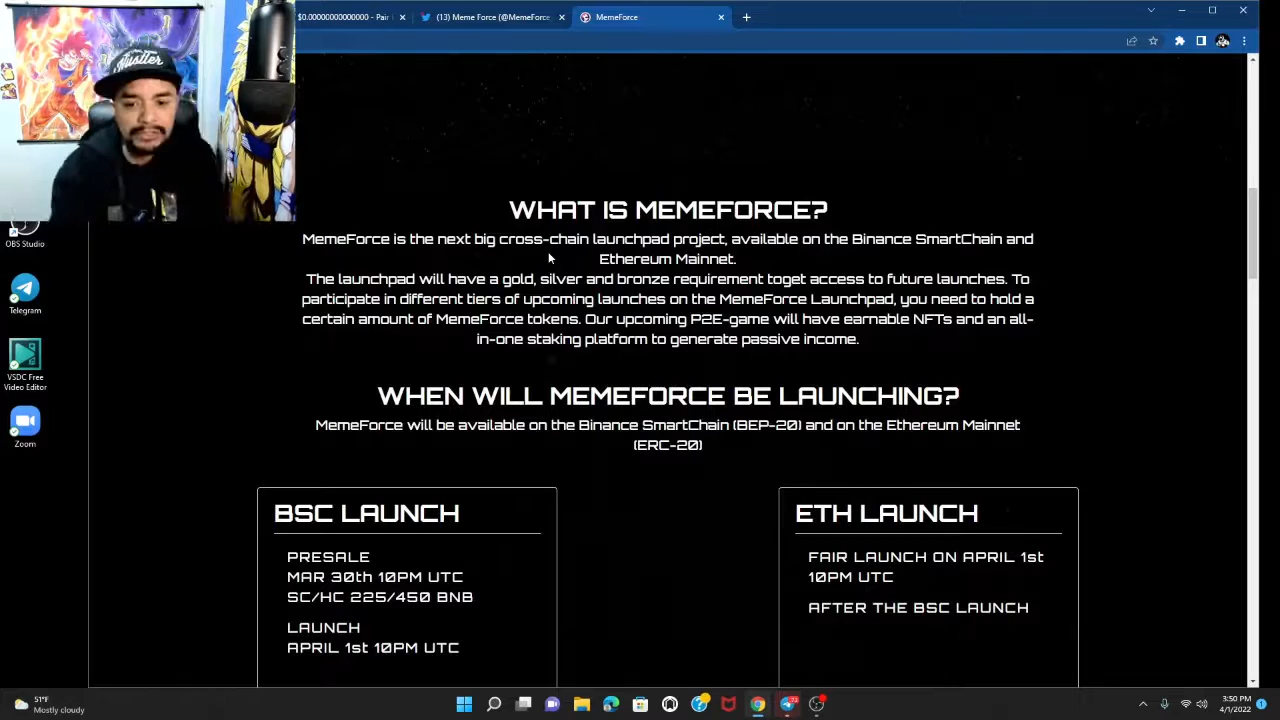 $0.00000000000000 - Pair
(13) Meme Force (@MemeForce
MemeForce
Hustler
OBS Studio
Telegram
VSDC Free
Video Editor
Zoom
WHAT IS MEMEFORCE?
MemeForce is the next big cross-chain launchpad project, available on the Binance SmartChain and
Ethereum Mainnet.
The launchpad will have a gold, silver and bronze requirement toget access to future launches. To
participate in different tiers of upcoming launches on the MemeForce Launchpad, you need to hold a
certain amount of MemeForce tokens. Our upcoming P2E-game will have earnable NFTs and an all-
in-one staking platform to generate passive income.
WHEN WILL MEMEFORCE BE LAUNCHING?
MemeForce will be available on the Binance SmartChain (BEP-20) and on the Ethereum Mainnet
(ERC-20)
BSC LAUNCH
PRESALE
MAR 30th 10PM UTC
SC/HC 225/450 BNB
LAUNCH
APRIL 1st 10PM UTC
ETH LAUNCH
FAIR LAUNCH ON APRIL 1st
10PM UTC
AFTER THE BSC LAUNCH
51°F
Mostly cloudy
3:50 PM
4/1/2022